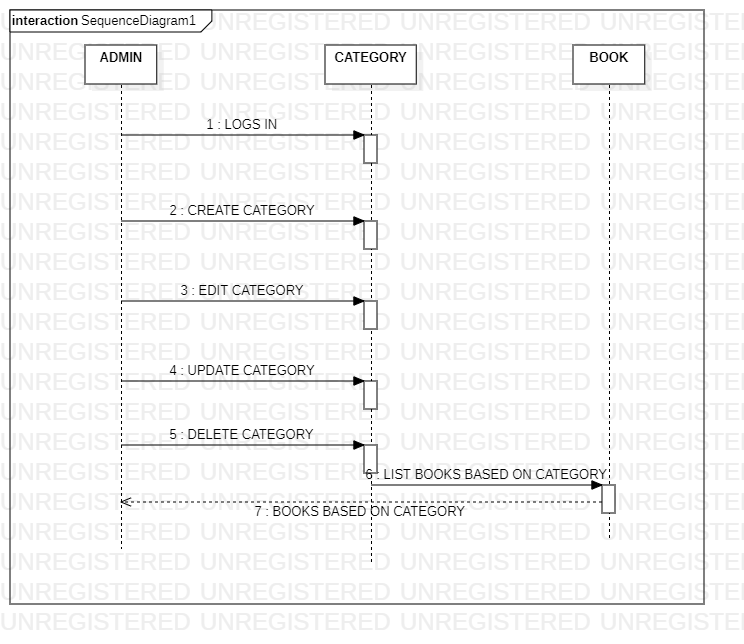 interaction SequenceDiagram1
ADMIN
CATEGORY
BOOK
1 : LOGS IN
2 : CREATE CATEGORY
3 : EDIT CATEGORY
4 : UPDATE CATEGORY
5 : DELETE CATEGORY
6 : LIST BOOKS BASED ON CATEGORY
7 : BOOKS BASED ON CATEGORY
UNREGISTERED